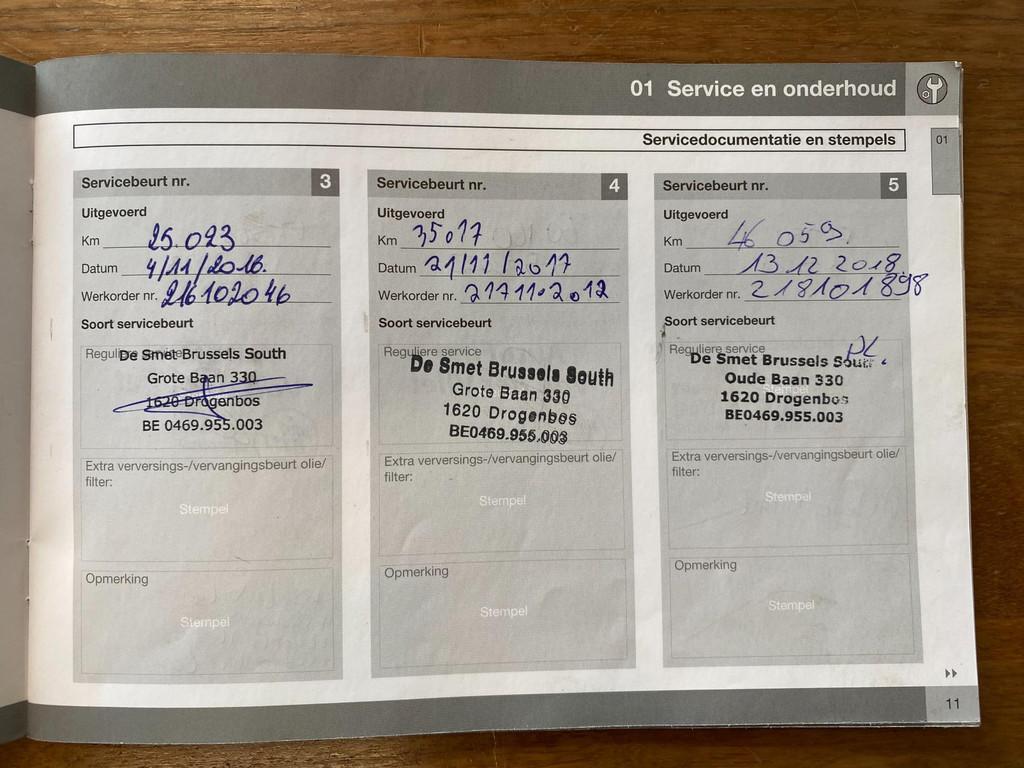 01 Service en onderhoud
Servicedocumentatie en stempels
01
Servicebeurt nr. 3
Uitgevoerd
Km 25.023
Datum 4/11/2016.
Werkorder nr. 216102046
Soort servicebeurt
Reguliere service
De Smet Brussels South
Grote Baan 330
1620 Drogenbos
BE 0469.955.003
Extra verversings-/vervangingsbeurt olie/
filter:
Stempel
Opmerking
Stempel
Servicebeurt nr. 4
Uitgevoerd
Km 35017
Datum 21/11/2017
Werkorder nr. 2171102012
Soort servicebeurt
Reguliere service
De Smet Brussels South
Grote Baan 330
1620 Drogenbos
BE0469.955.003
Extra verversings-/vervangingsbeurt olie/
filter:
Stempel
Opmerking
Stempel
Servicebeurt nr. 5
Uitgevoerd
Km 46 059.
Datum 13 12 2018
Werkorder nr. 218101898
Soort servicebeurt
Reguliere service
De Smet Brussels South
Oude Baan 330
1620 Drogenbos
BE0469.955.003
Extra verversings-/vervangingsbeurt olie/
filter:
Stempel
Opmerking
Stempel
11